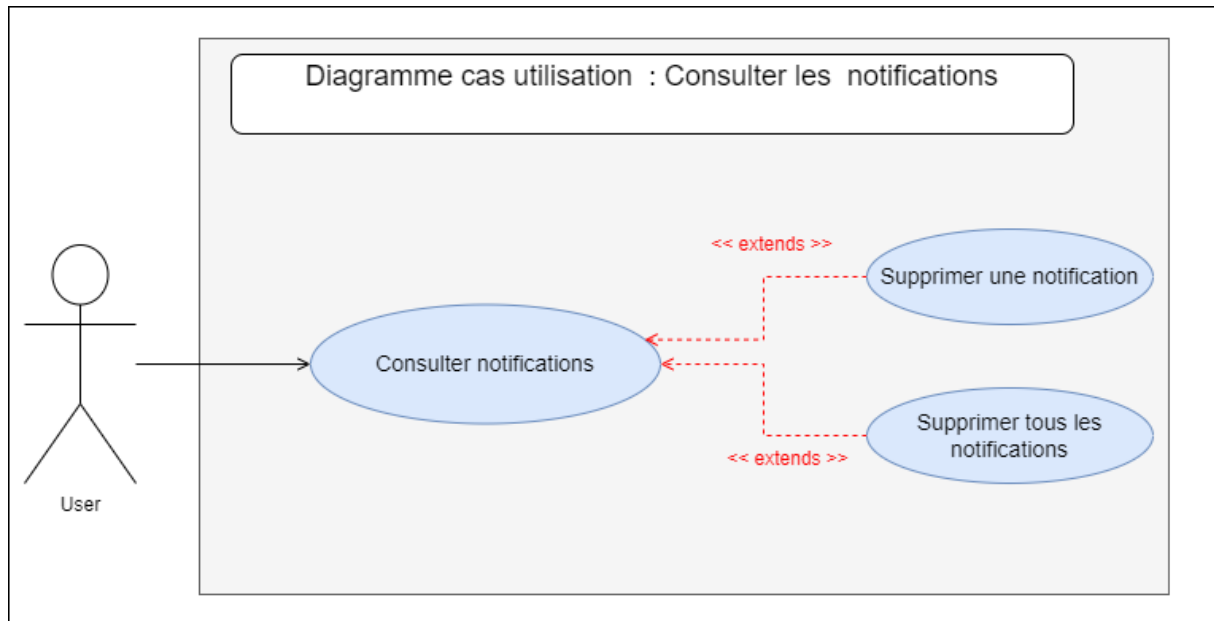 Diagramme cas utilisation : Consulter les notifications
<< extends >>
Supprimer une notification
Consulter notifications
Supprimer tous les
notifications
<< extends >>
User